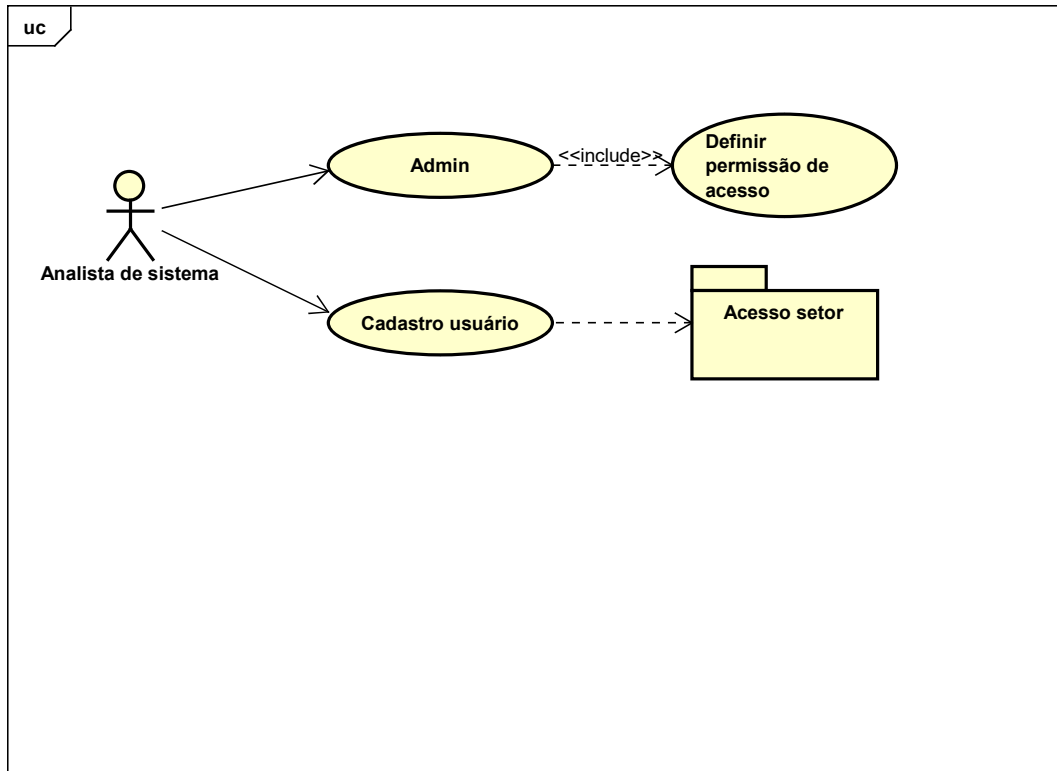 uc
Admin
<<include>>
Definir
permissão de
acesso
Analista de sistema
Cadastro usuário
Acesso setor